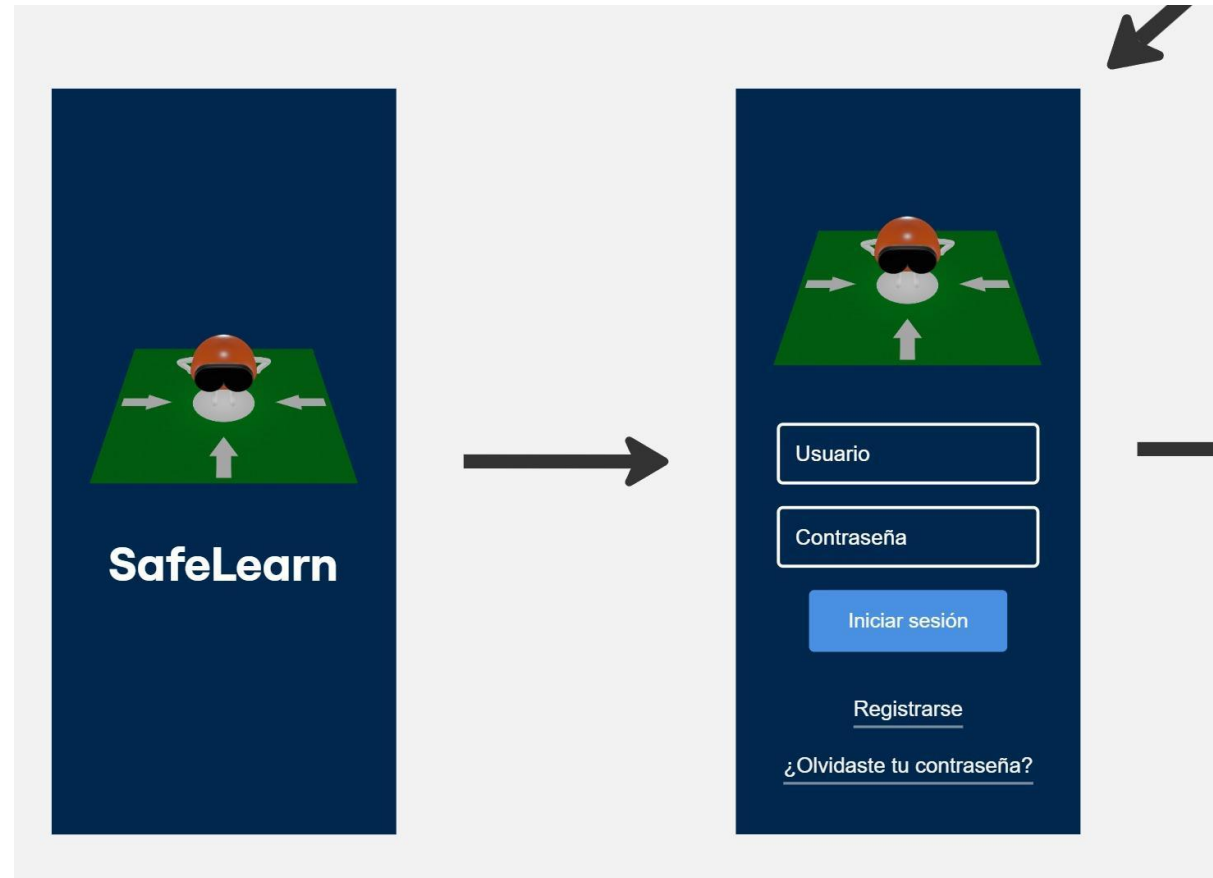 SafeLearn
Usuario
Contraseña
Iniciar sesión
Registrarse
¿Olvidaste tu contraseña?